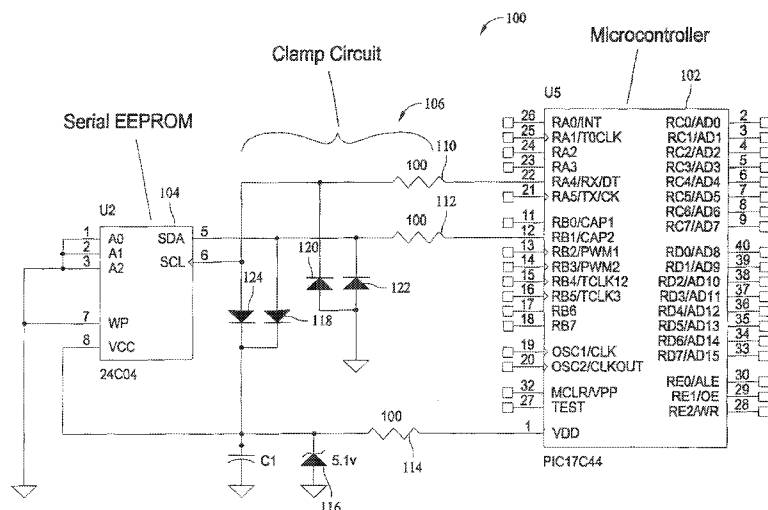 100
Microcontroller
Clamp Circuit
106
Serial EEPROM
102
U5
110
100
112
100
U2
104
5
6
1
2
3
7
8
A0
A1
A2
WP
VCC
SDA
SCL
24C04
120
122
124
118
26 RA0/INT
25 RA1/T0CLK
24 RA2
23 RA3
22 RA4/RX/DT
21 RA5/TX/CK
11 RB0/CAP1
12 RB1/CAP2
13 RB2/PWM1
14 RB3/PWM2
15 RB4/TCLK12
16 RB5/TCLK3
17 RB6
18 RB7
19 OSC1/CLK
20 OSC2/CLKOUT
32 MCLR/VPP
27 TEST
1 VDD
RC0/AD0 2
RC1/AD1 3
RC2/AD2 4
RC3/AD3 5
RC4/AD4 6
RC5/AD5 7
RC6/AD6 8
RC7/AD7 9
RD0/AD8 40
RD1/AD9 39
RD2/AD10 38
RD3/AD11 37
RD4/AD12 36
RD5/AD13 35
RD6/AD14 34
RD7/AD15 33
RE0/ALE 30
RE1/OE 29
RE2/WR 28
PIC17C44
100
114
C1
5.1v
116